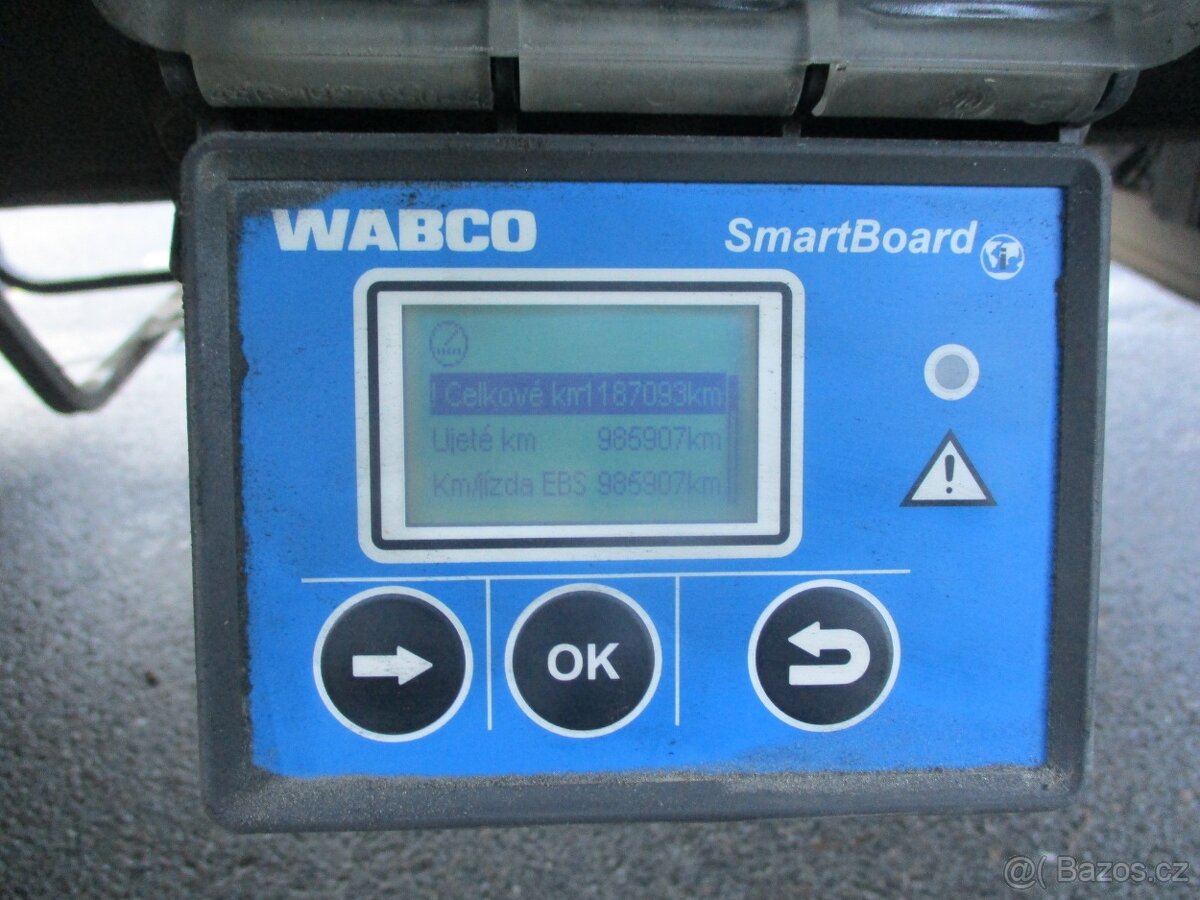 WABCO
SmartBoard
! Celkové km1187093km
Ujeté km 985907km
Km/jízda EBS 985907km
OK
@( Bazos.cz